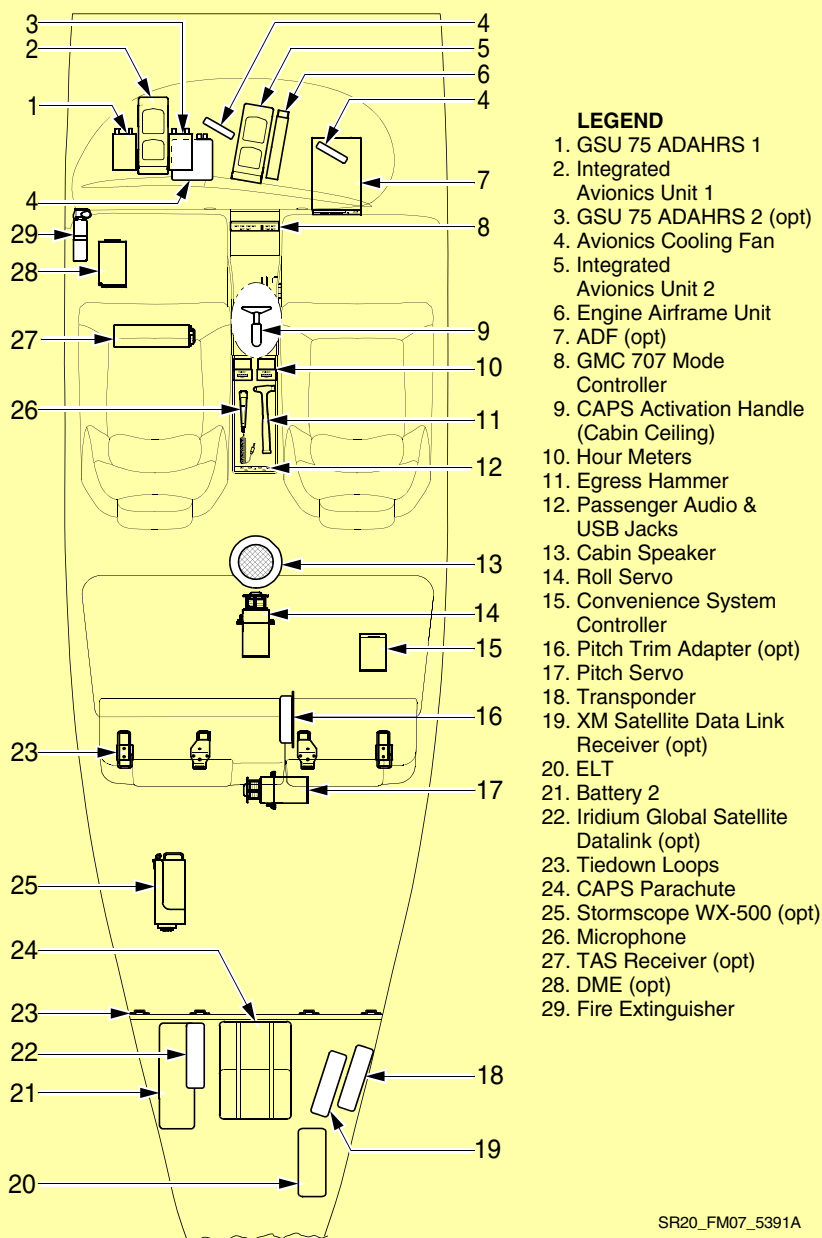 3
2
1
4
29
28
27
26
25
24
23
22
21
20
23
4
5
6
4
7
8
9
10
11
12
13
14
15
16
17
18
19
LEGEND
1. GSU 75 ADAHRS 1
2. Integrated
Avionics Unit 1
3. GSU 75 ADAHRS 2 (opt)
4. Avionics Cooling Fan
5. Integrated
Avionics Unit 2
6. Engine Airframe Unit
7. ADF (opt)
8. GMC 707 Mode
Controller
9. CAPS Activation Handle
(Cabin Ceiling)
10. Hour Meters
11. Egress Hammer
12. Passenger Audio &
USB Jacks
13. Cabin Speaker
14. Roll Servo
15. Convenience System
Controller
16. Pitch Trim Adapter (opt)
17. Pitch Servo
18. Transponder
19. XM Satellite Data Link
Receiver (opt)
20. ELT
21. Battery 2
22. Iridium Global Satellite
Datalink (opt)
23. Tiedown Loops
24. CAPS Parachute
25. Stormscope WX-500 (opt)
26. Microphone
27. TAS Receiver (opt)
28. DME (opt)
29. Fire Extinguisher
SR20_FM07_5391A